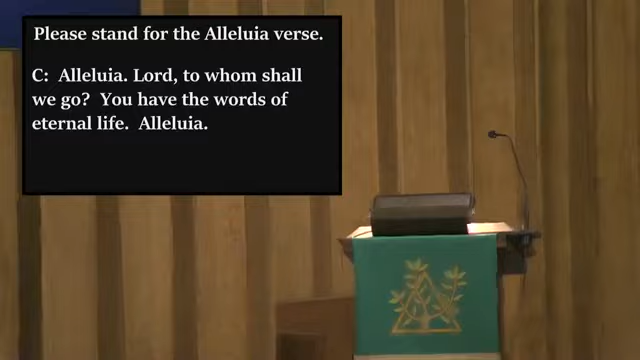 Please stand for the Alleluia verse.
C: Alleluia. Lord, to whom shall
we go? You have the words of
eternal life. Alleluia.